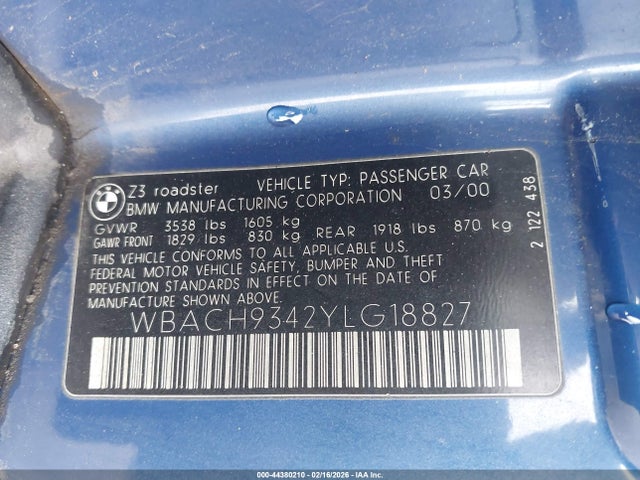 BMW
Z3 roadster VEHICLE TYP: PASSENGER CAR
BMW MANUFACTURING CORPORATION 03/00
GVWR 3538 lbs 1605 kg
GAWR FRONT 1829 lbs 830 kg REAR 1918 lbs 870 kg
THIS VEHICLE CONFORMS TO ALL APPLICABLE U.S.
FEDERAL MOTOR VEHICLE SAFETY, BUMPER AND THEFT
PREVENTION STANDARDS IN EFFECT ON THE DATE OF
MANUFACTURE SHOWN ABOVE.
WBACH9342YLG18827
2 122 438
000-44380210 - 02/16/2026 - IAA Inc.